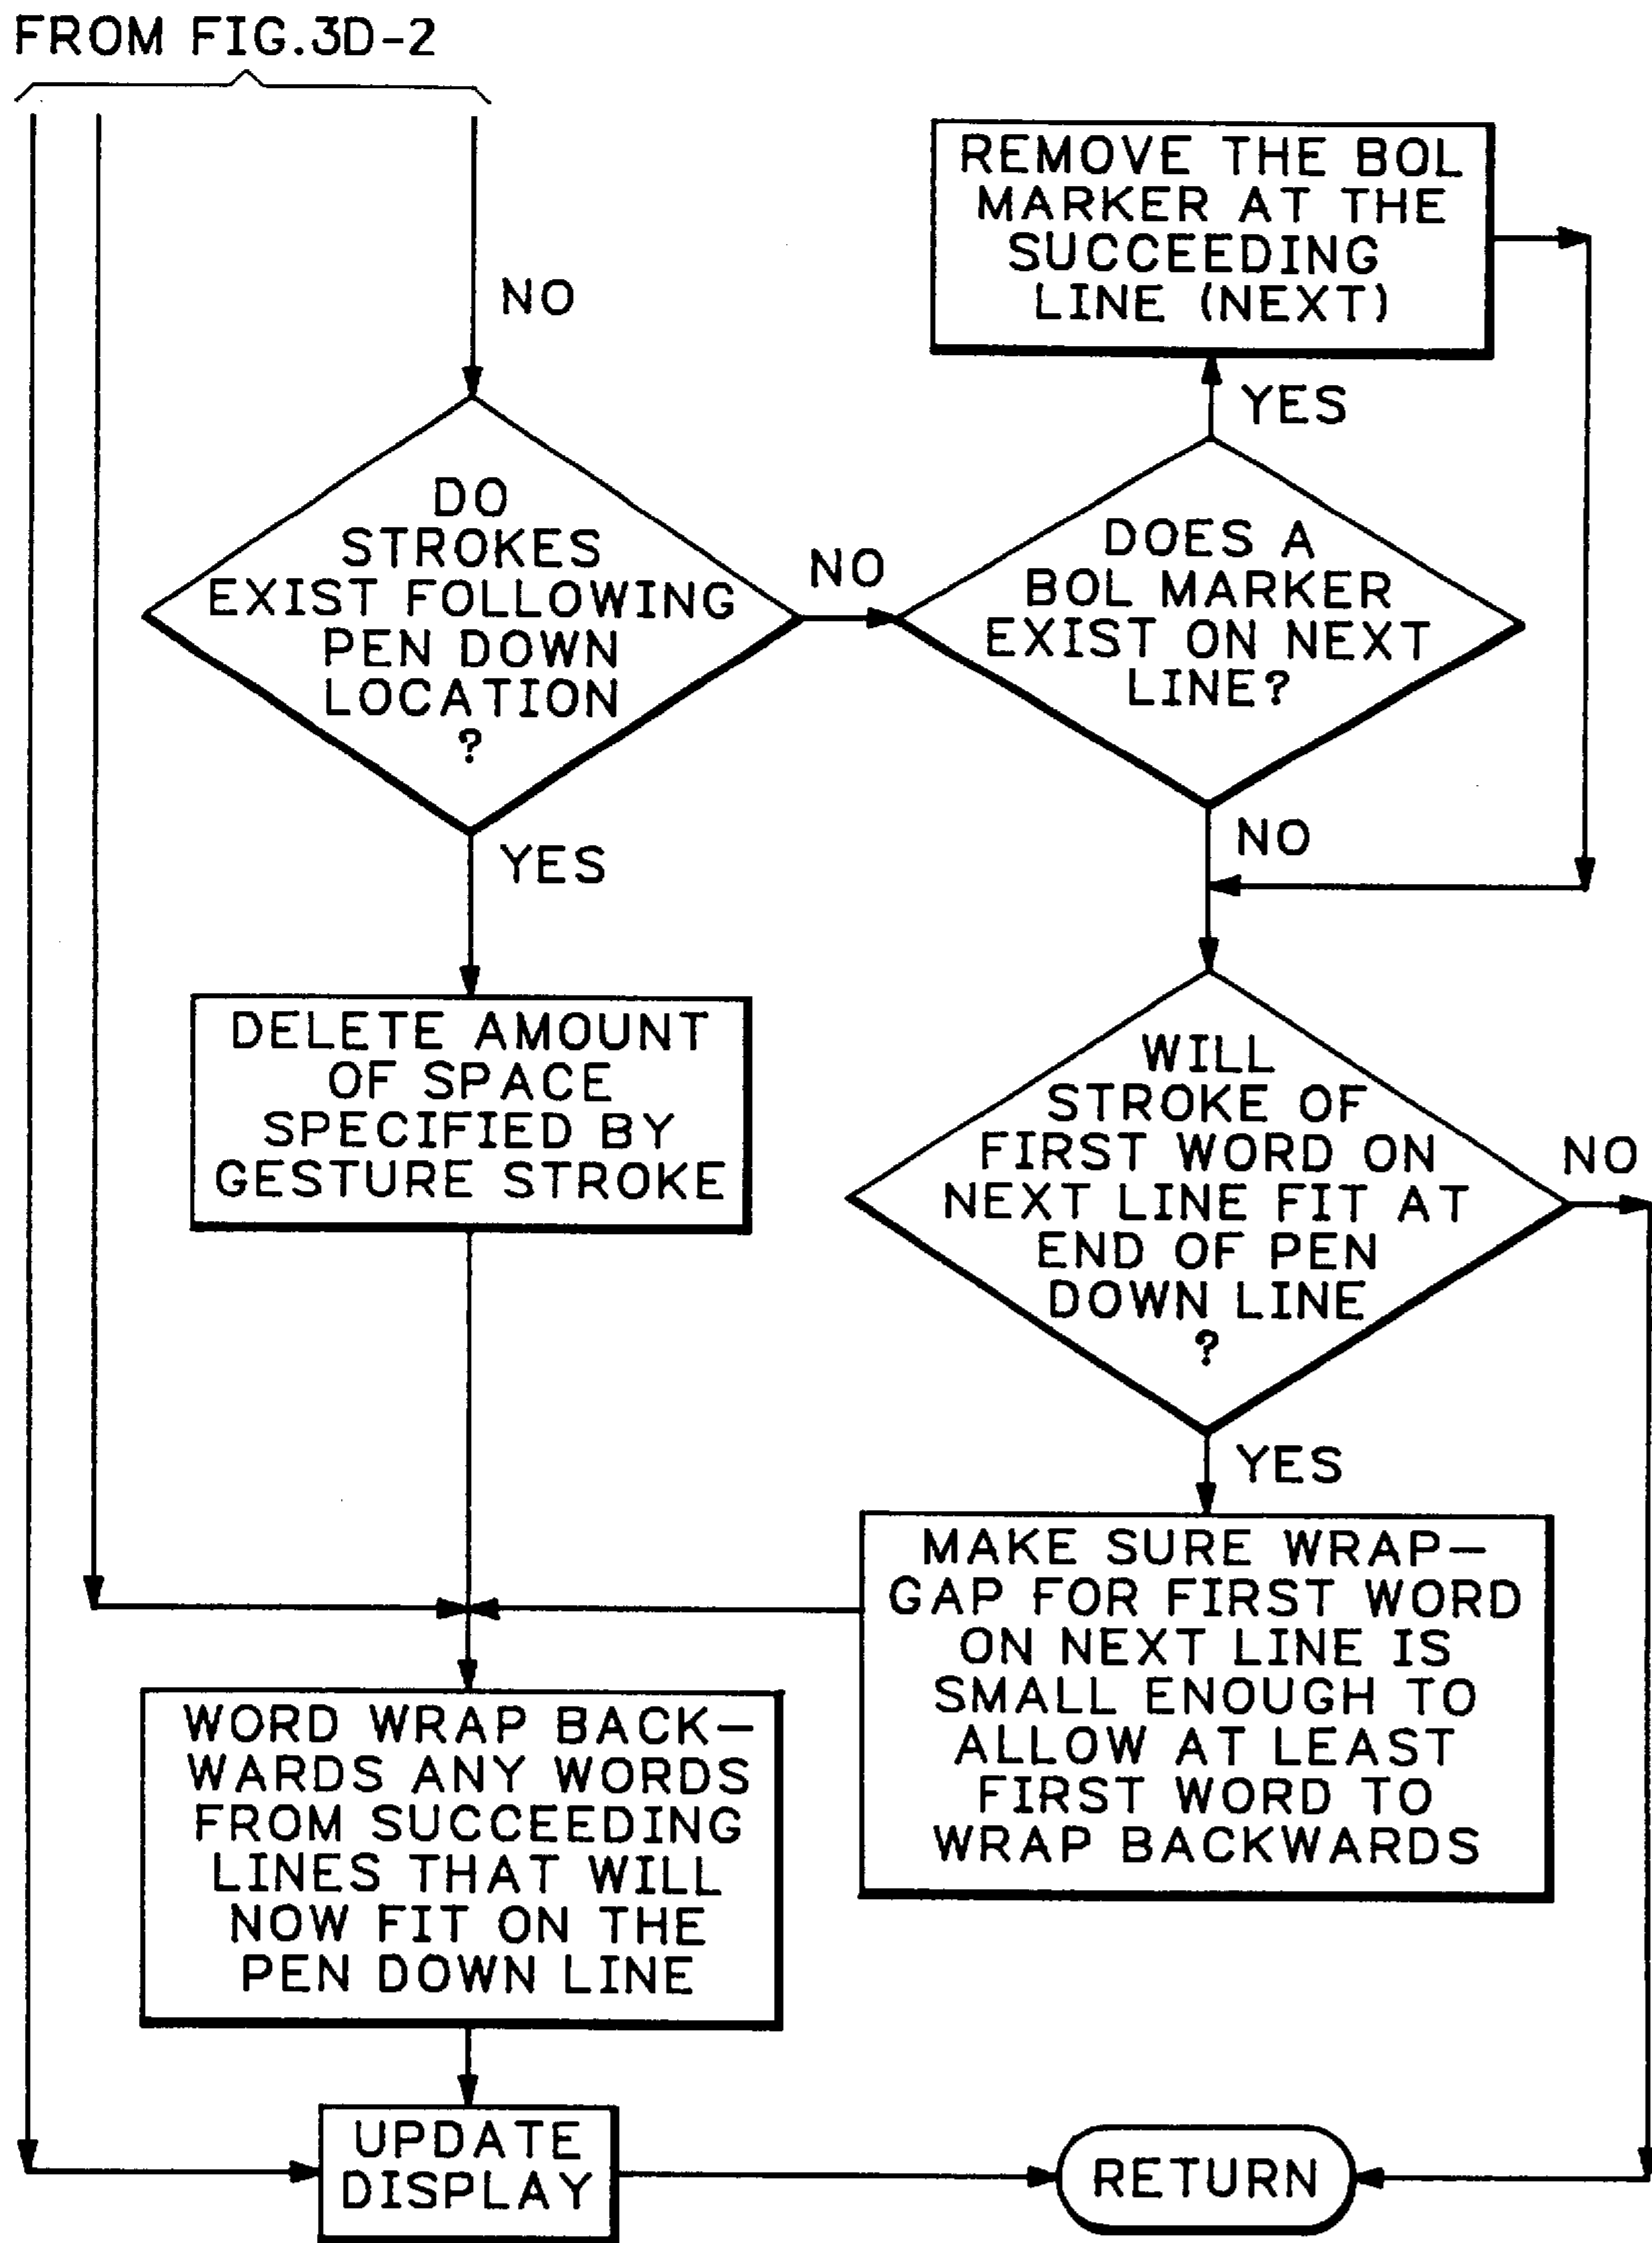 FROM FIG.3D-2
NO
REMOVE THE BOL
MARKER AT THE
SUCCEEDING
LINE (NEXT)
YES
DO
STROKES
EXIST FOLLOWING
PEN DOWN
LOCATION
?
NO
DOES A
BOL MARKER
EXIST ON NEXT
LINE?
YES
NO
DELETE AMOUNT
OF SPACE
SPECIFIED BY
GESTURE STROKE
WILL
STROKE OF
FIRST WORD ON
NEXT LINE FIT AT
END OF PEN
DOWN LINE
?
NO
YES
MAKE SURE WRAP-
GAP FOR FIRST WORD
ON NEXT LINE IS
SMALL ENOUGH TO
ALLOW AT LEAST
FIRST WORD TO
WRAP BACKWARDS
WORD WRAP BACK-
WARDS ANY WORDS
FROM SUCCEEDING
LINES THAT WILL
NOW FIT ON THE
PEN DOWN LINE
UPDATE
DISPLAY
RETURN